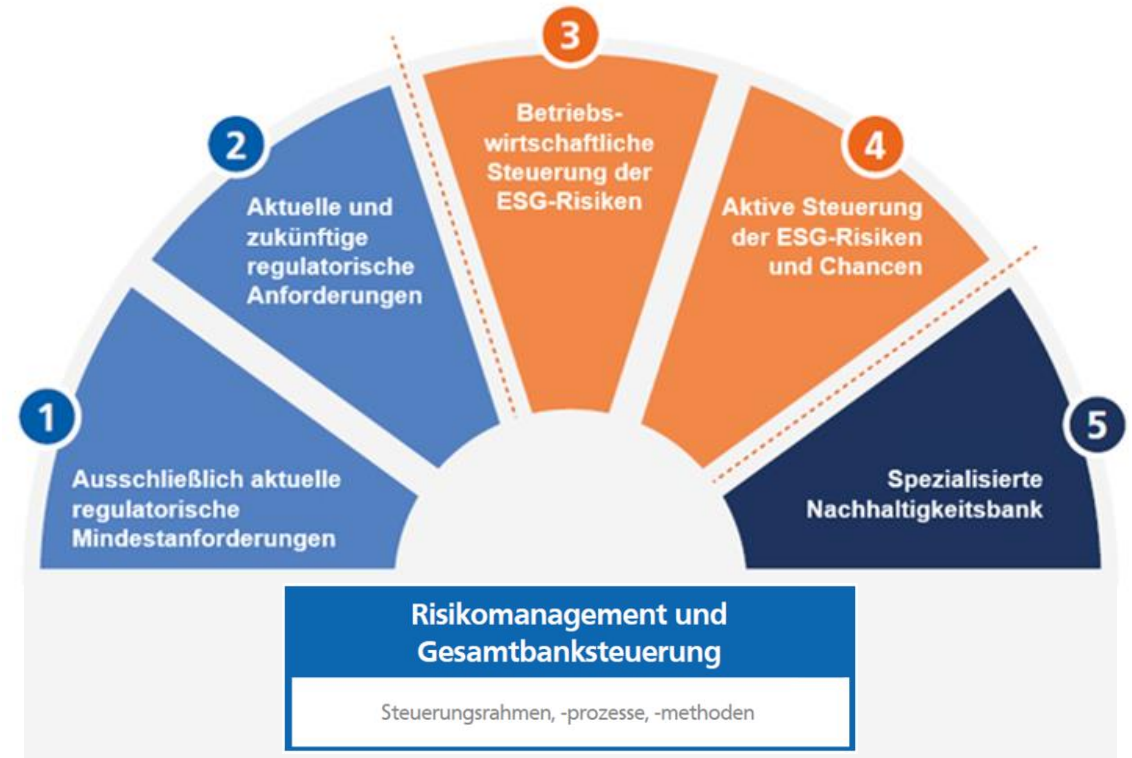 1
Ausschließlich aktuelle
regulatorische
Mindestanforderungen
2
Aktuelle und
zukünftige
regulatorische
Anforderungen
3
Betriebs-
wirtschaftliche
Steuerung der
ESG-Risiken
4
Aktive Steuerung
der ESG-Risiken
und Chancen
5
Spezialisierte
Nachhaltigkeitsbank
Risikomanagement und
Gesamtbanksteuerung
Steuerungsrahmen, -prozesse, -methoden